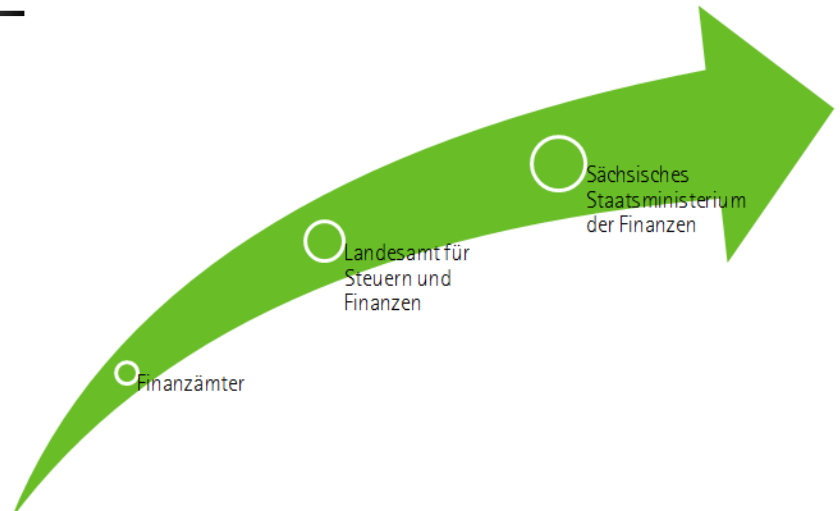 Sächsisches
Staatsministerium
der Finanzen
Landesamt für
Steuern und
Finanzen
Finanzämter